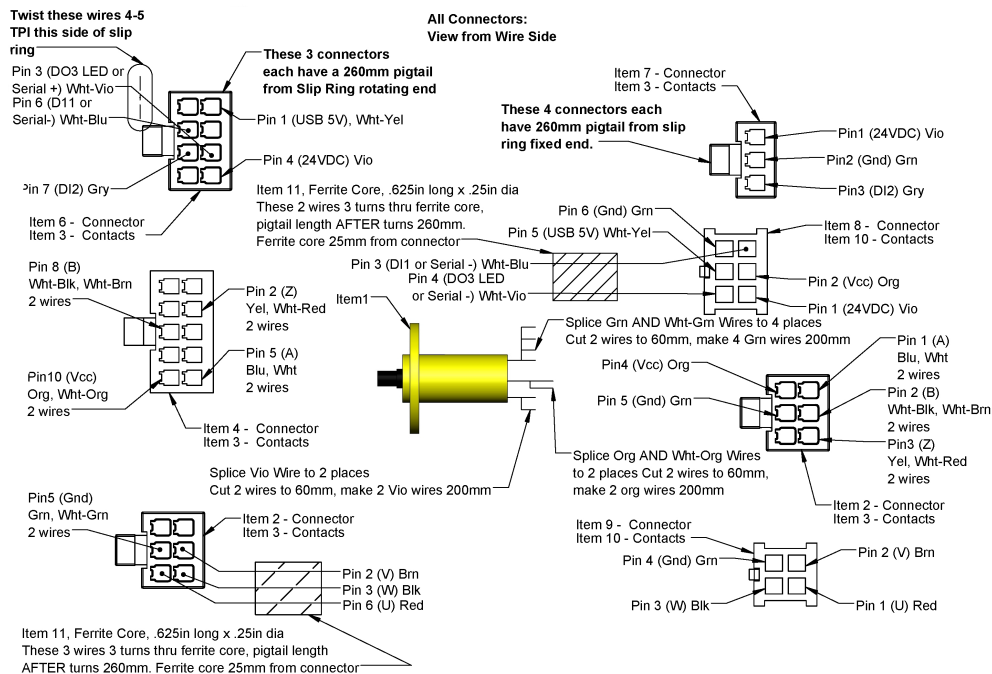 Twist these wires 4-5
TPI this side of slip
ring
All Connectors:
View from Wire Side
These 3 connectors
each have a 260mm pigtail
from Slip Ring rotating end
Pin 3 (DO3 LED or
Serial +) Wht-Vio
Pin 6 (D11 or
Serial-) Wht-Blu
Pin 1 (USB 5V), Wht-Yel
Pin 4 (24VDC) Vio
Pin 7 (DI2) Gry
Item 6 - Connector
Item 3 - Contacts
Item 7 - Connector
Item 3 - Contacts
These 4 connectors each
have 260mm pigtail from slip
ring fixed end.
Pin1 (24VDC) Vio
Pin2 (Gnd) Grn
Pin3 (DI2) Gry
Item 11, Ferrite Core, .625in long x .25in dia
These 2 wires 3 turns thru ferrite core,
pigtail length AFTER turns 260mm.
Ferrite core 25mm from connector
Pin 6 (Gnd) Grn
Pin 5 (USB 5V) Wht-Yel
Pin 3 (DI1 or Serial -) Wht-Blu
Pin 4 (DO3 LED
or Serial -) Wht-Vio
Item 8 - Connector
Item 10 - Contacts
Pin 2 (Vcc) Org
Pin 1 (24VDC) Vio
Pin 8 (B)
Wht-Blk, Wht-Brn
2 wires
Pin 2 (Z)
Yel, Wht-Red
2 wires
Pin 5 (A)
Blu, Wht
2 wires
Pin10 (Vcc)
Org, Wht-Org
2 wires
Item 4 - Connector
Item 3 - Contacts
Item1
Splice Grn AND Wht-Grn Wires to 4 places
Cut 2 wires to 60mm, make 4 Grn wires 200mm
Pin4 (Vcc) Org
Pin 5 (Gnd) Grn
Pin 1 (A)
Blu, Wht
2 wires
Pin 2 (B)
Wht-Blk, Wht-Brn
2 wires
Pin3 (Z)
Yel, Wht-Red
2 wires
Item 2 - Connector
Item 3 - Contacts
Splice Org AND Wht-Org Wires
to 2 places Cut 2 wires to 60mm,
make 2 org wires 200mm
Splice Vio Wire to 2 places
Cut 2 wires to 60mm, make 2 Vio wires 200mm
Pin5 (Gnd)
Grn, Wht-Grn
2 wires
Item 2 - Connector
Item 3 - Contacts
Pin 2 (V) Brn
Pin 3 (W) Blk
Pin 6 (U) Red
Item 11, Ferrite Core, .625in long x .25in dia
These 3 wires 3 turns thru ferrite core, pigtail length
AFTER turns 260mm. Ferrite core 25mm from connector
Item 9 - Connector
Item 10 - Contacts
Pin 4 (Gnd) Grn
Pin 2 (V) Brn
Pin 3 (W) Blk
Pin 1 (U) Red